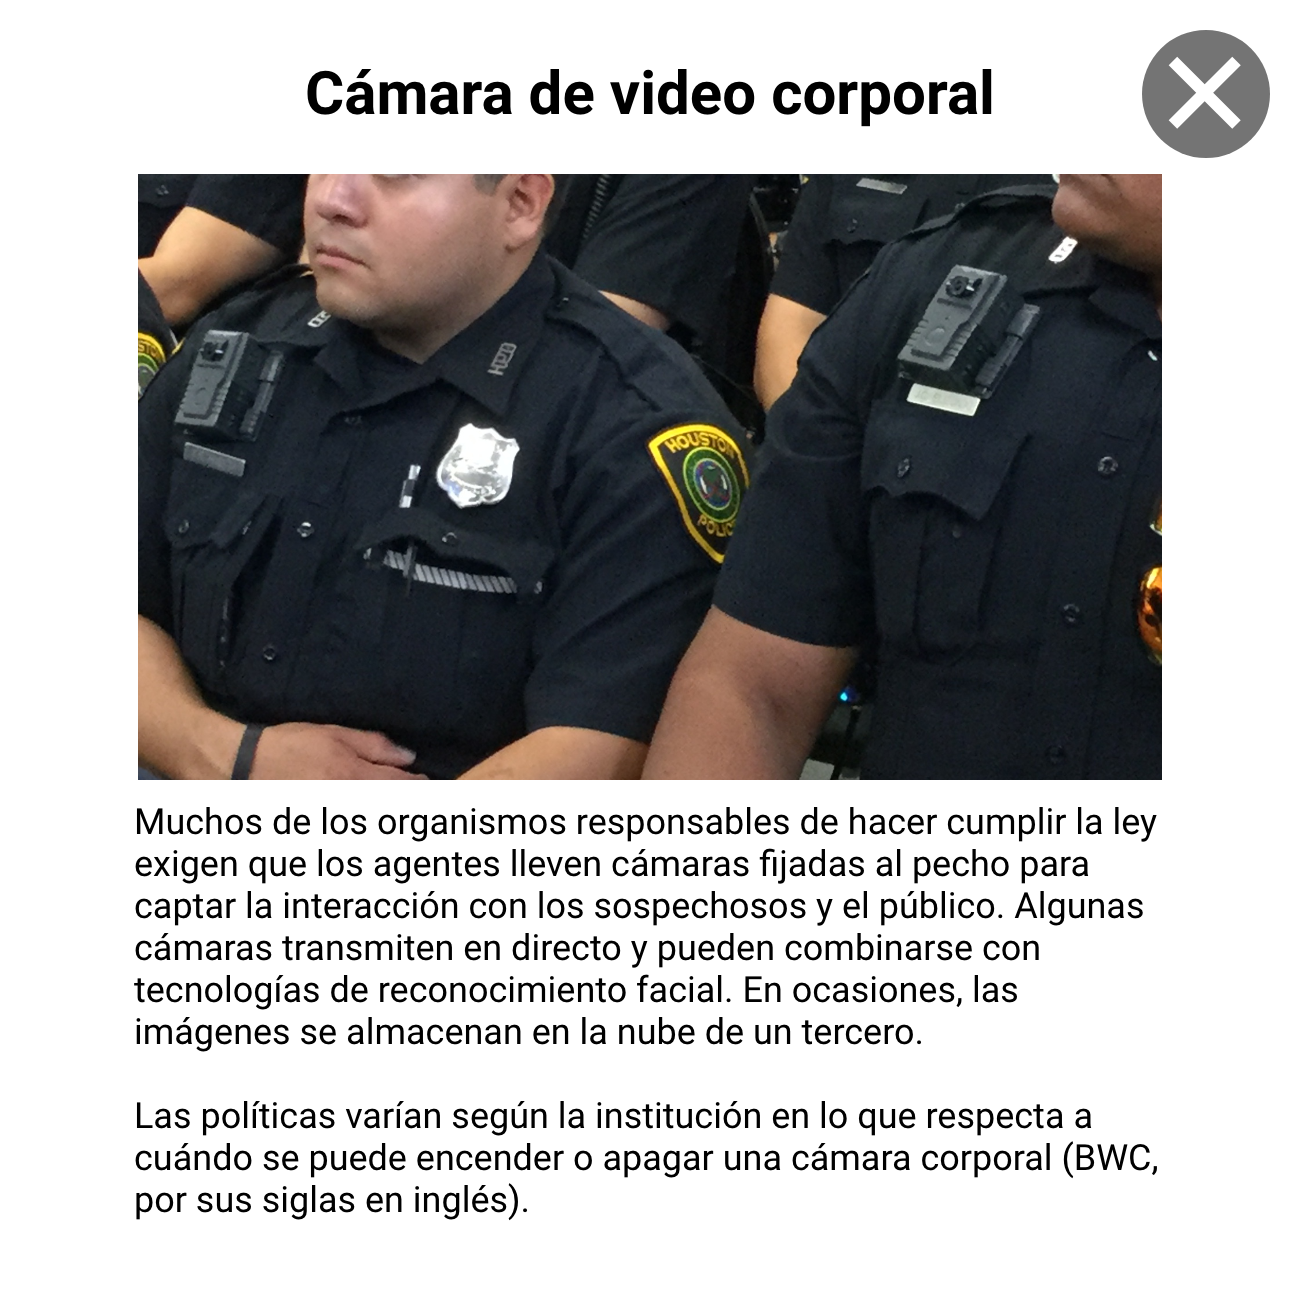 Cámara de video corporal
HPD
HOUSTON
POLICE
Muchos de los organismos responsables de hacer cumplir la ley
exigen que los agentes lleven cámaras fijadas al pecho para
captar la interacción con los sospechosos y el público. Algunas
cámaras transmiten en directo y pueden combinarse con
tecnologías de reconocimiento facial. En ocasiones, las
imágenes se almacenan en la nube de un tercero.
Las políticas varían según la institución en lo que respecta a
cuándo se puede encender o apagar una cámara corporal (BWC,
por sus siglas en inglés).